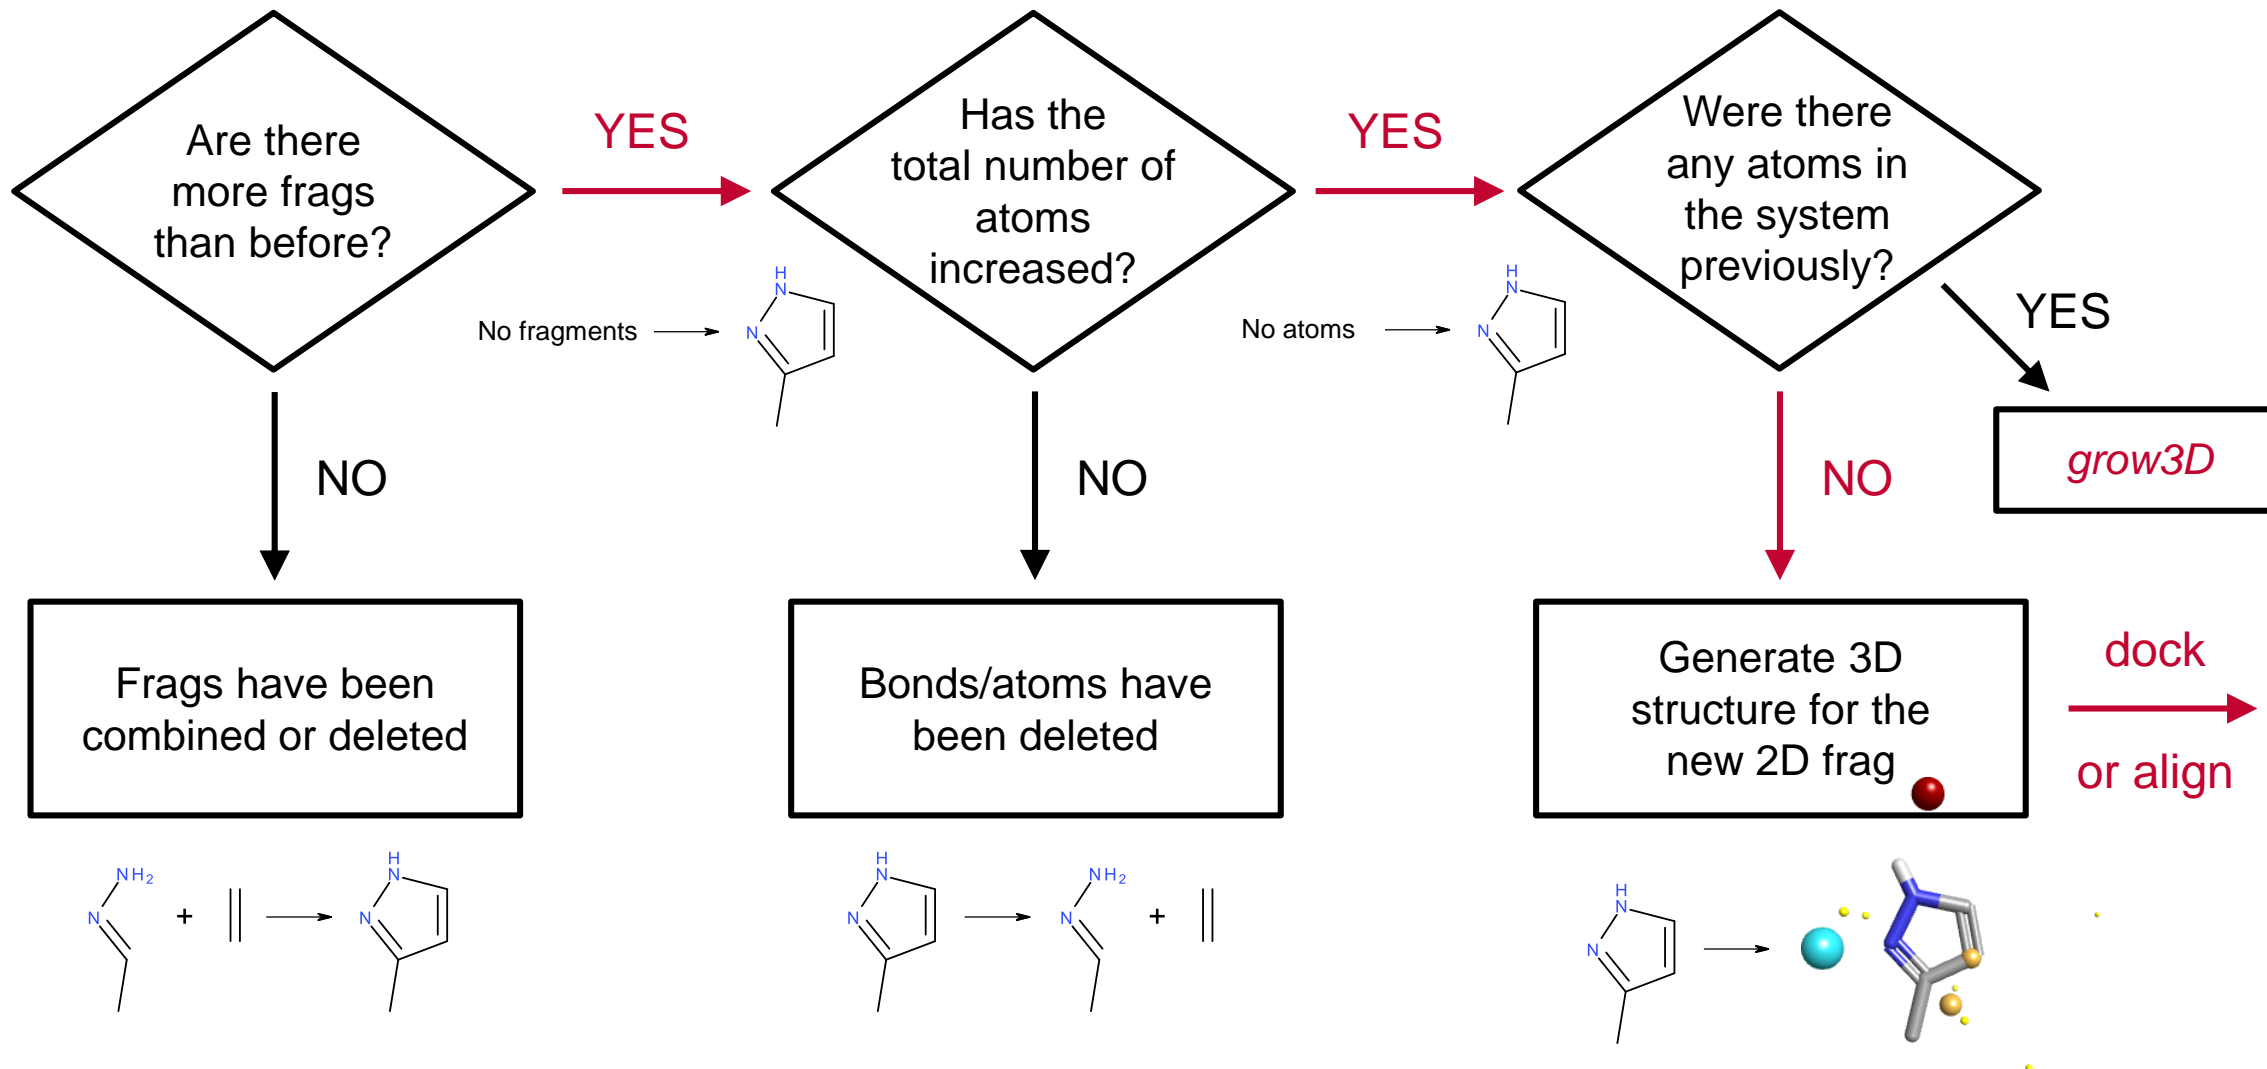 Are there
more frags
than before?
YES
Has the
total number of
atoms
increased?
YES
Were there
any atoms in
the system
previously?
YES
No fragments
H
N
N
No atoms
H
N
N
grow3D
NO
NO
NO
Frags have been
combined or deleted
Bonds/atoms have
been deleted
Generate 3D
structure for the
new 2D frag
dock
or align
NH2
N
+
H
N
N
H
N
N
NH2
N
+
H
N
N